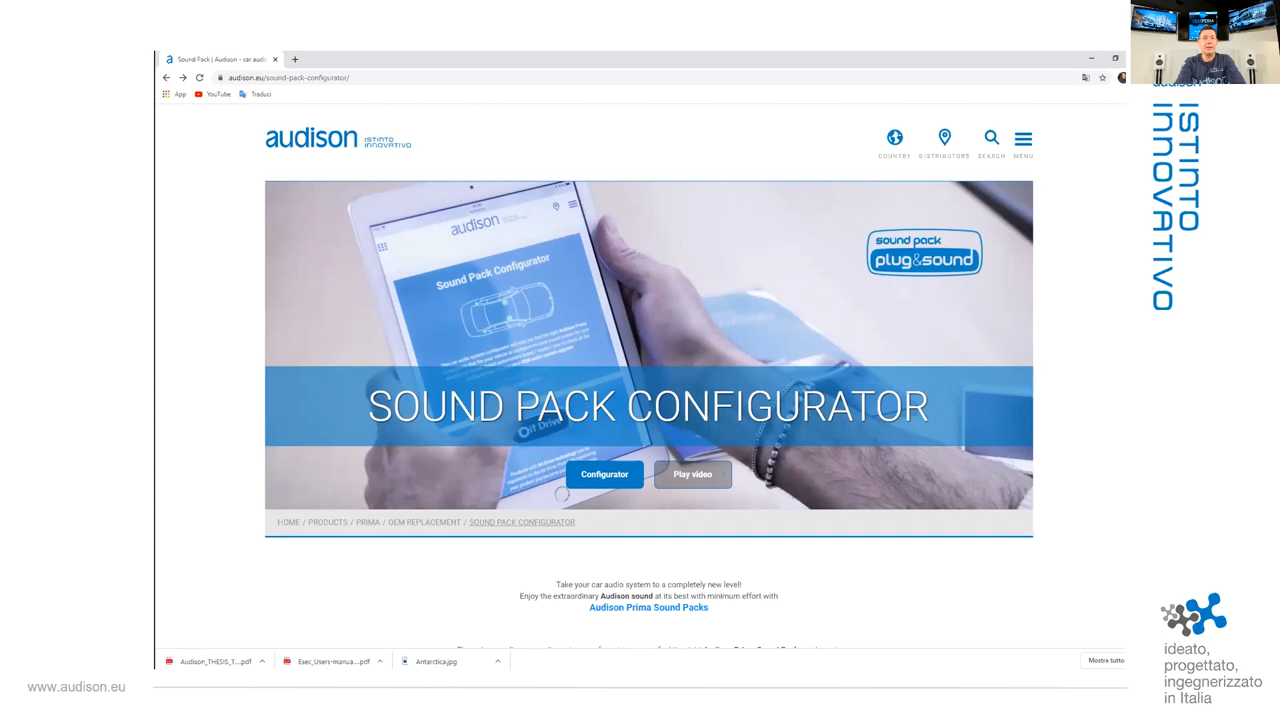 Sound Pack | Audison - car audi
audison.eu/sound-pack-configurator/
App YouTube Traduci
audison ISTINTO INNOVATIVO
COUNTRY DISTRIBUTORS SEARCH MENU
audison
Sound Pack Configurator
sound pack
plug&sound
SOUND PACK CONFIGURATOR
bit Drive
Configurator Play video
HOME / PRODUCTS / PRIMA / OEM REPLACEMENT / SOUND PACK CONFIGURATOR
Take your car audio system to a completely new level!
Enjoy the extraordinary Audison sound at its best with minimum effort with
Audison Prima Sound Packs
Audison_THESIS_T....pdf Esec_Users-manua....pdf Antarctica.jpg Mostra tutto
www.audison.eu
audison
ISTINTO
INNOVATIVO
ideato,
progettato,
ingegnerizzato
in Italia